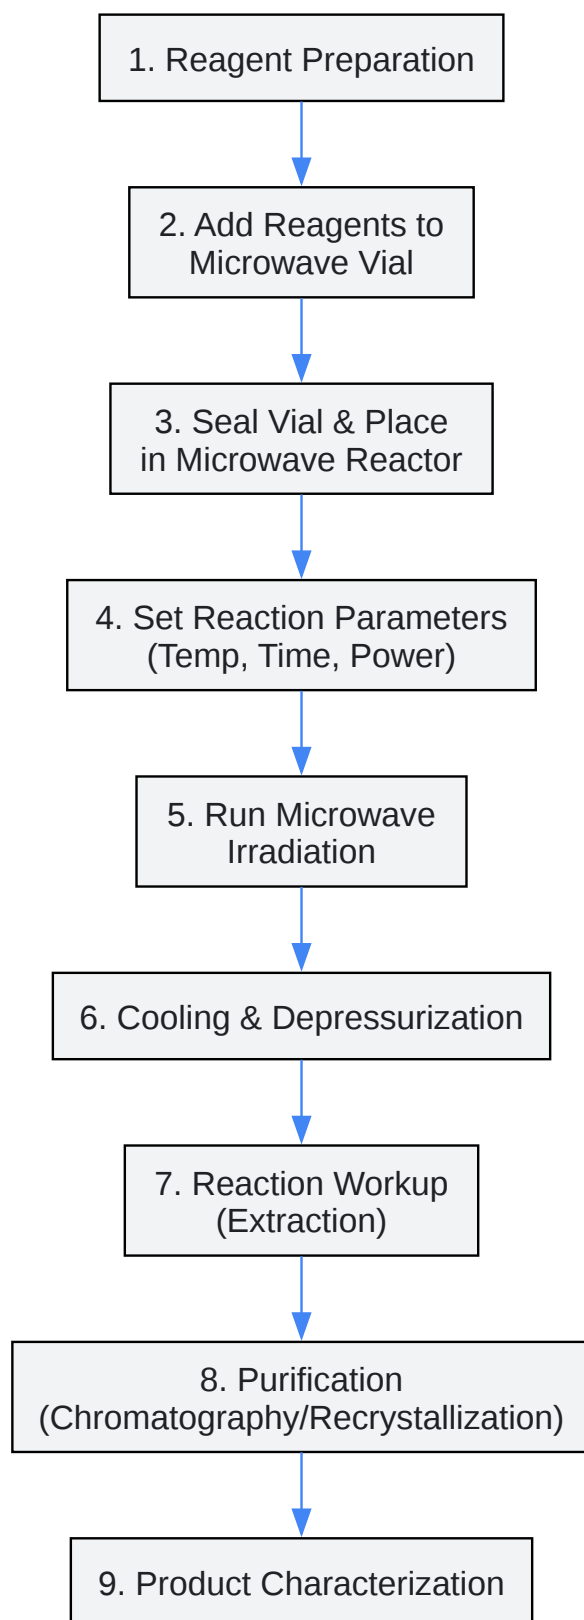 1. Reagent Preparation
2. Add Reagents to
Microwave Vial
3. Seal Vial & Place
in Microwave Reactor
4. Set Reaction Parameters
(Temp, Time, Power)
5. Run Microwave
Irradiation
6. Cooling & Depressurization
7. Reaction Workup
(Extraction)
8. Purification
(Chromatography/Recrystallization)
9. Product Characterization